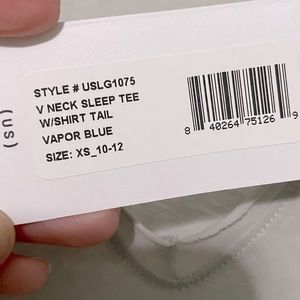 STYLE # USLG1075
V NECK SLEEP TEE
W/SHIRT TAIL
VAPOR BLUE
SIZE: XS_10-12
8 40264 75126 9
(us)